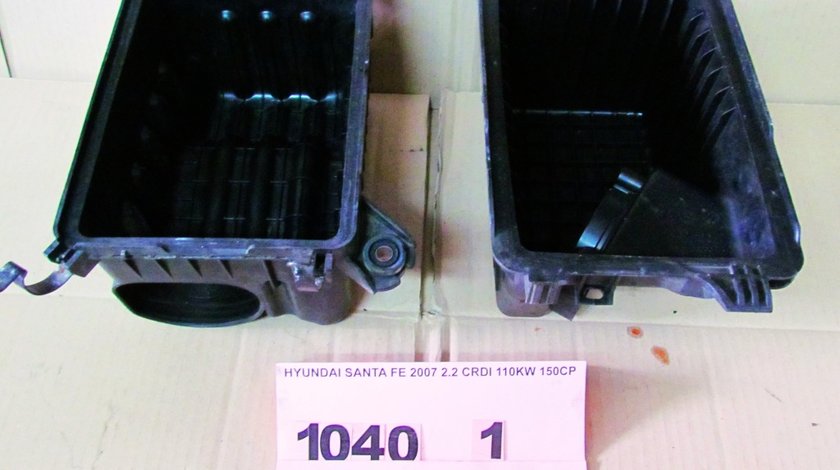 HYUNDAI SANTA FE 2007 2.2 CRDI 110KW 150CP
1040 1